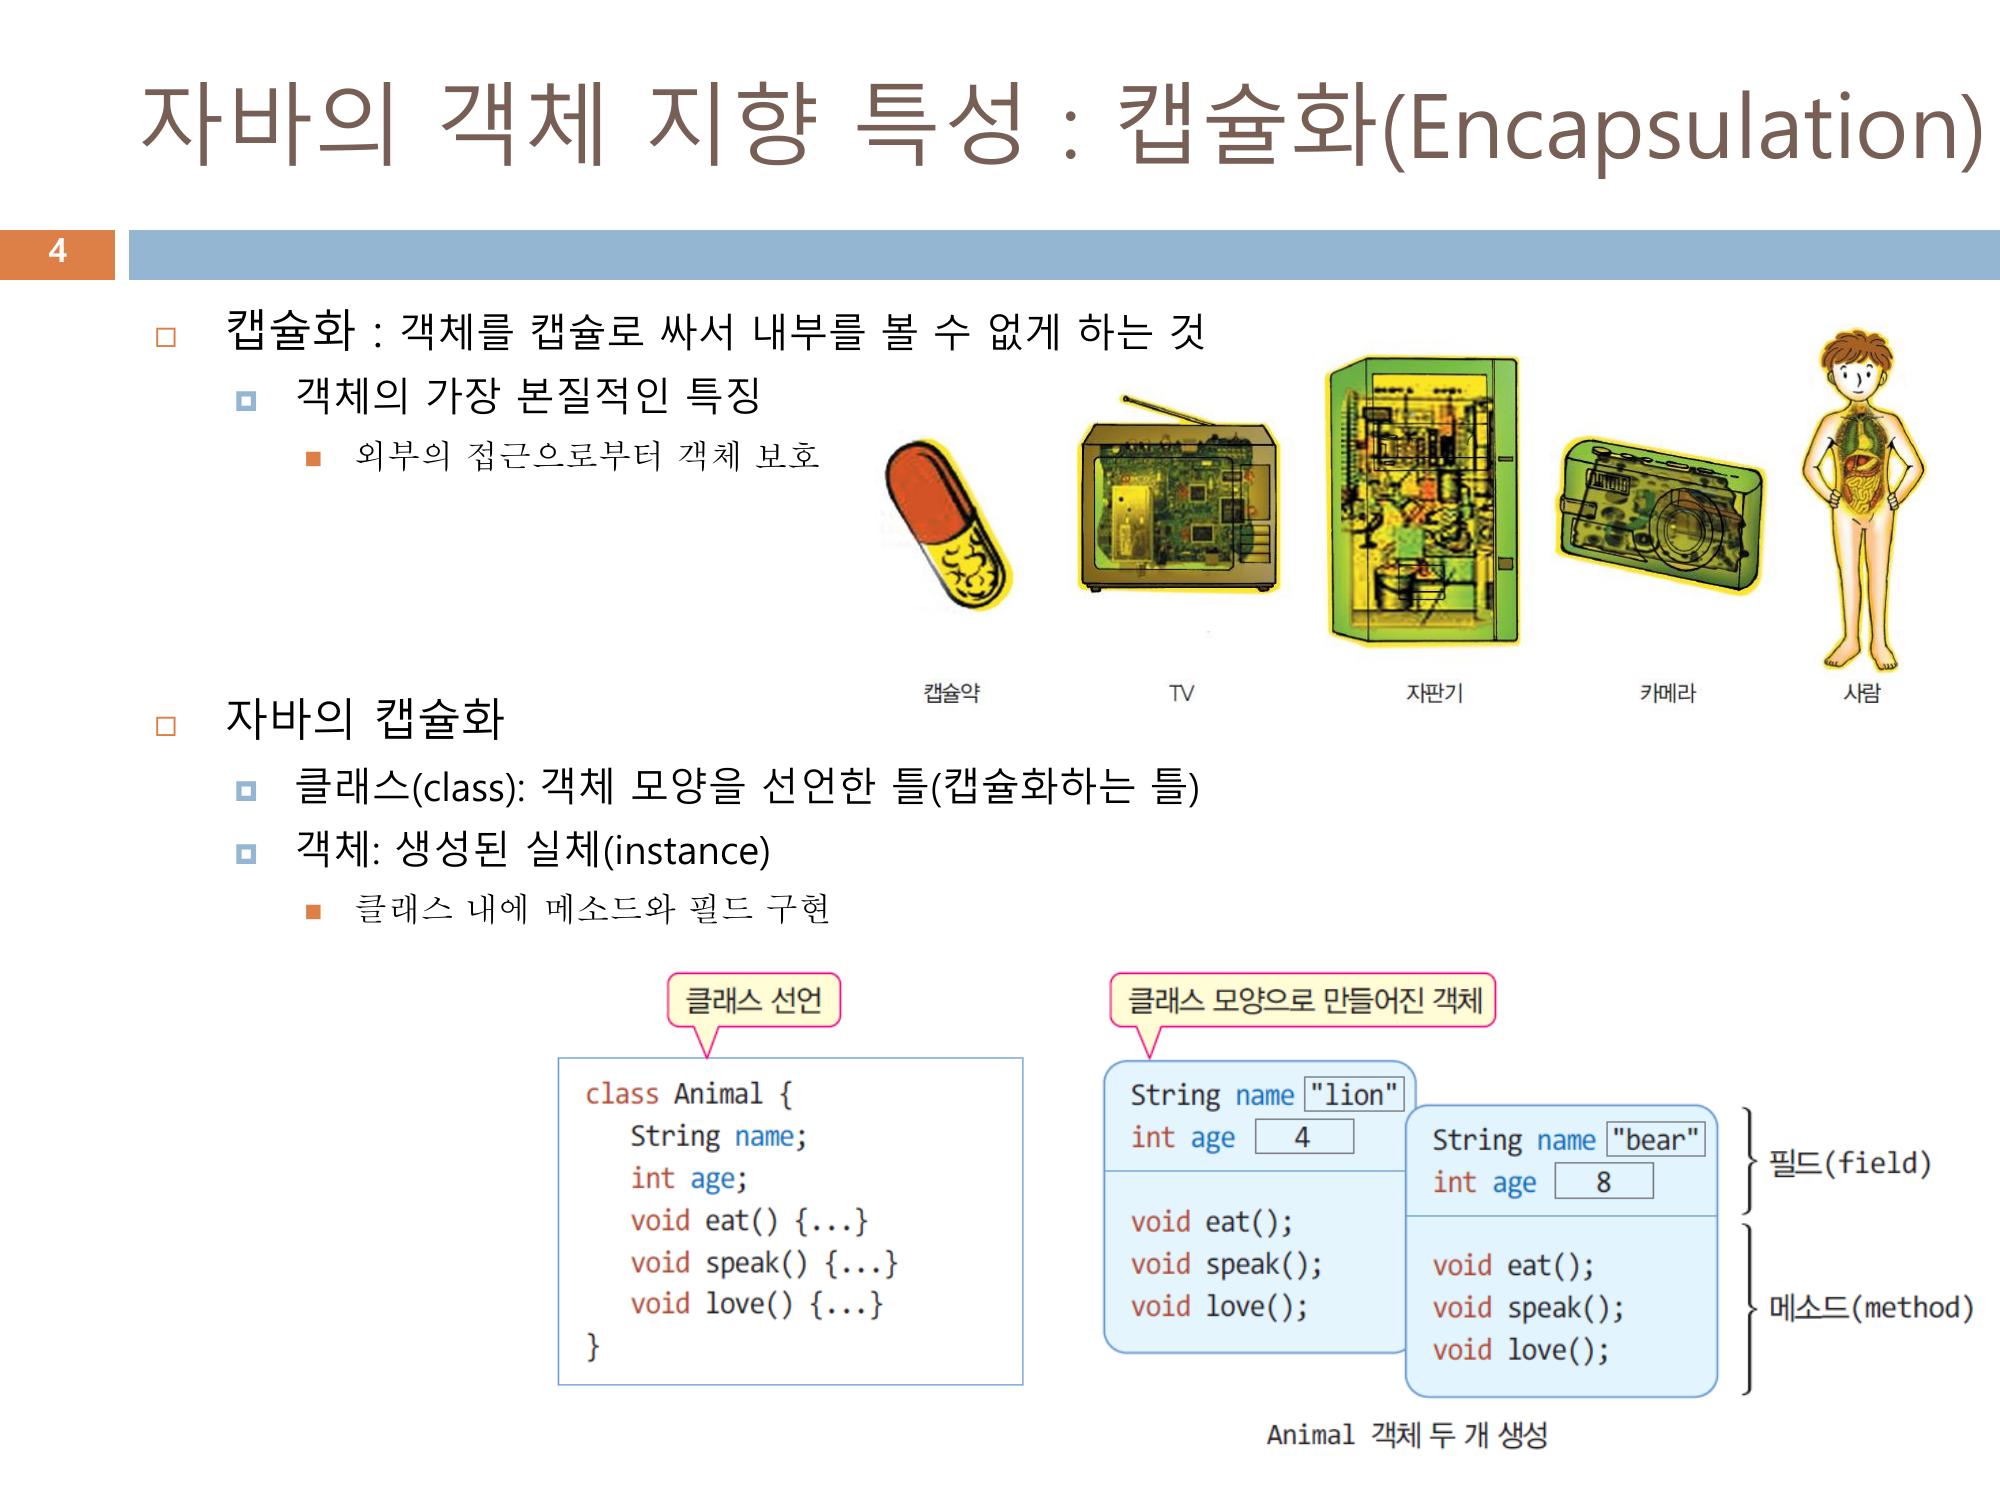 자바의 객체 지향 특성 : 캡슐화(Encapsulation)
4
캡슐화 : 객체를 캡슐로 싸서 내부를 볼 수 없게 하는 것
객체의 가장 본질적인 특징
외부의 접근으로부터 객체 보호
캡슐약
TV
자판기
카메라
사람
자바의 캡슐화
클래스(class): 객체 모양을 선언한 틀(캡슐화하는 틀)
객체: 생성된 실체(instance)
클래스 내에 메소드와 필드 구현
클래스 선언
class Animal {
String name;
int age;
void eat() {...}
void speak() {...}
void love() {...}
}
클래스 모양으로 만들어진 객체
String name "lion"
int age 4
void eat();
void speak();
void love();
String name "bear"
int age 8
void eat();
void speak();
void love();
필드(field)
메소드(method)
Animal 객체 두 개 생성